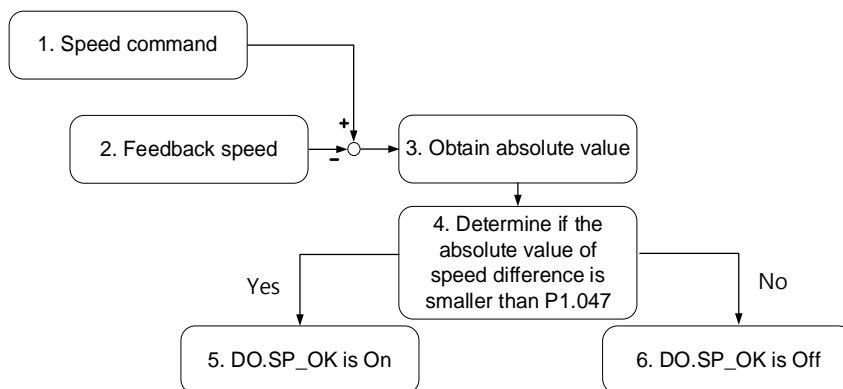 1. Speed command
+
2. Feedback speed
-
3. Obtain absolute value
4. Determine if the
absolute value of
speed difference is
smaller than P1.047
Yes
No
5. DO.SP_OK is On
6. DO.SP_OK is Off